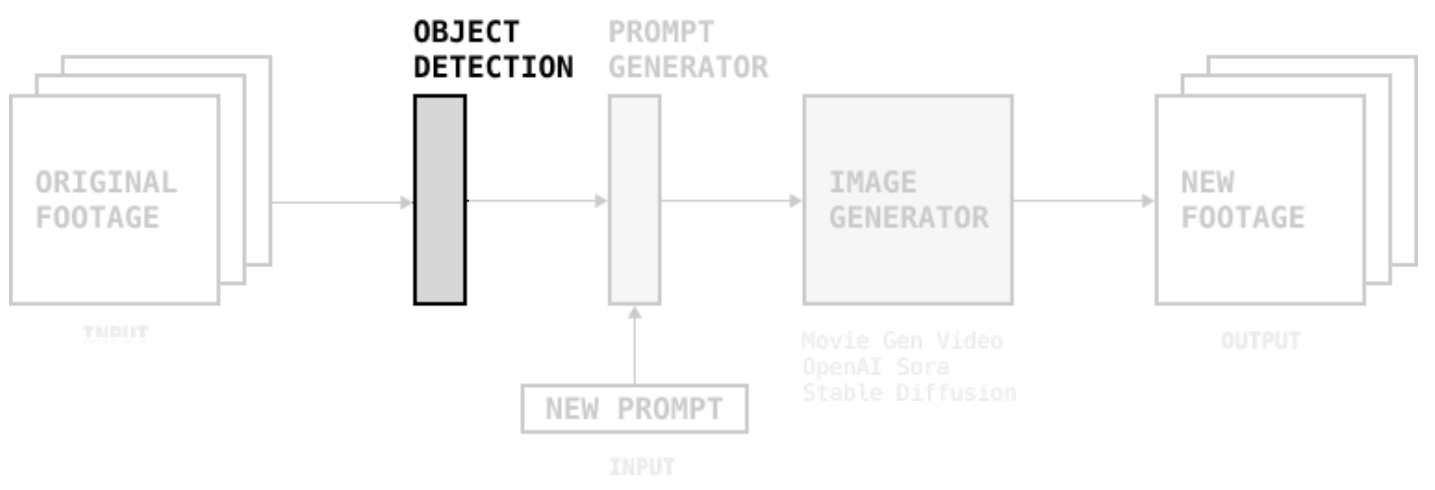 OBJECT
DETECTION
PROMPT
GENERATOR
ORIGINAL
FOOTAGE
INPUT
IMAGE
GENERATOR
Movie Gen Video
OpenAI Sora
Stable Diffusion
NEW
FOOTAGE
OUTPUT
NEW PROMPT
INPUT